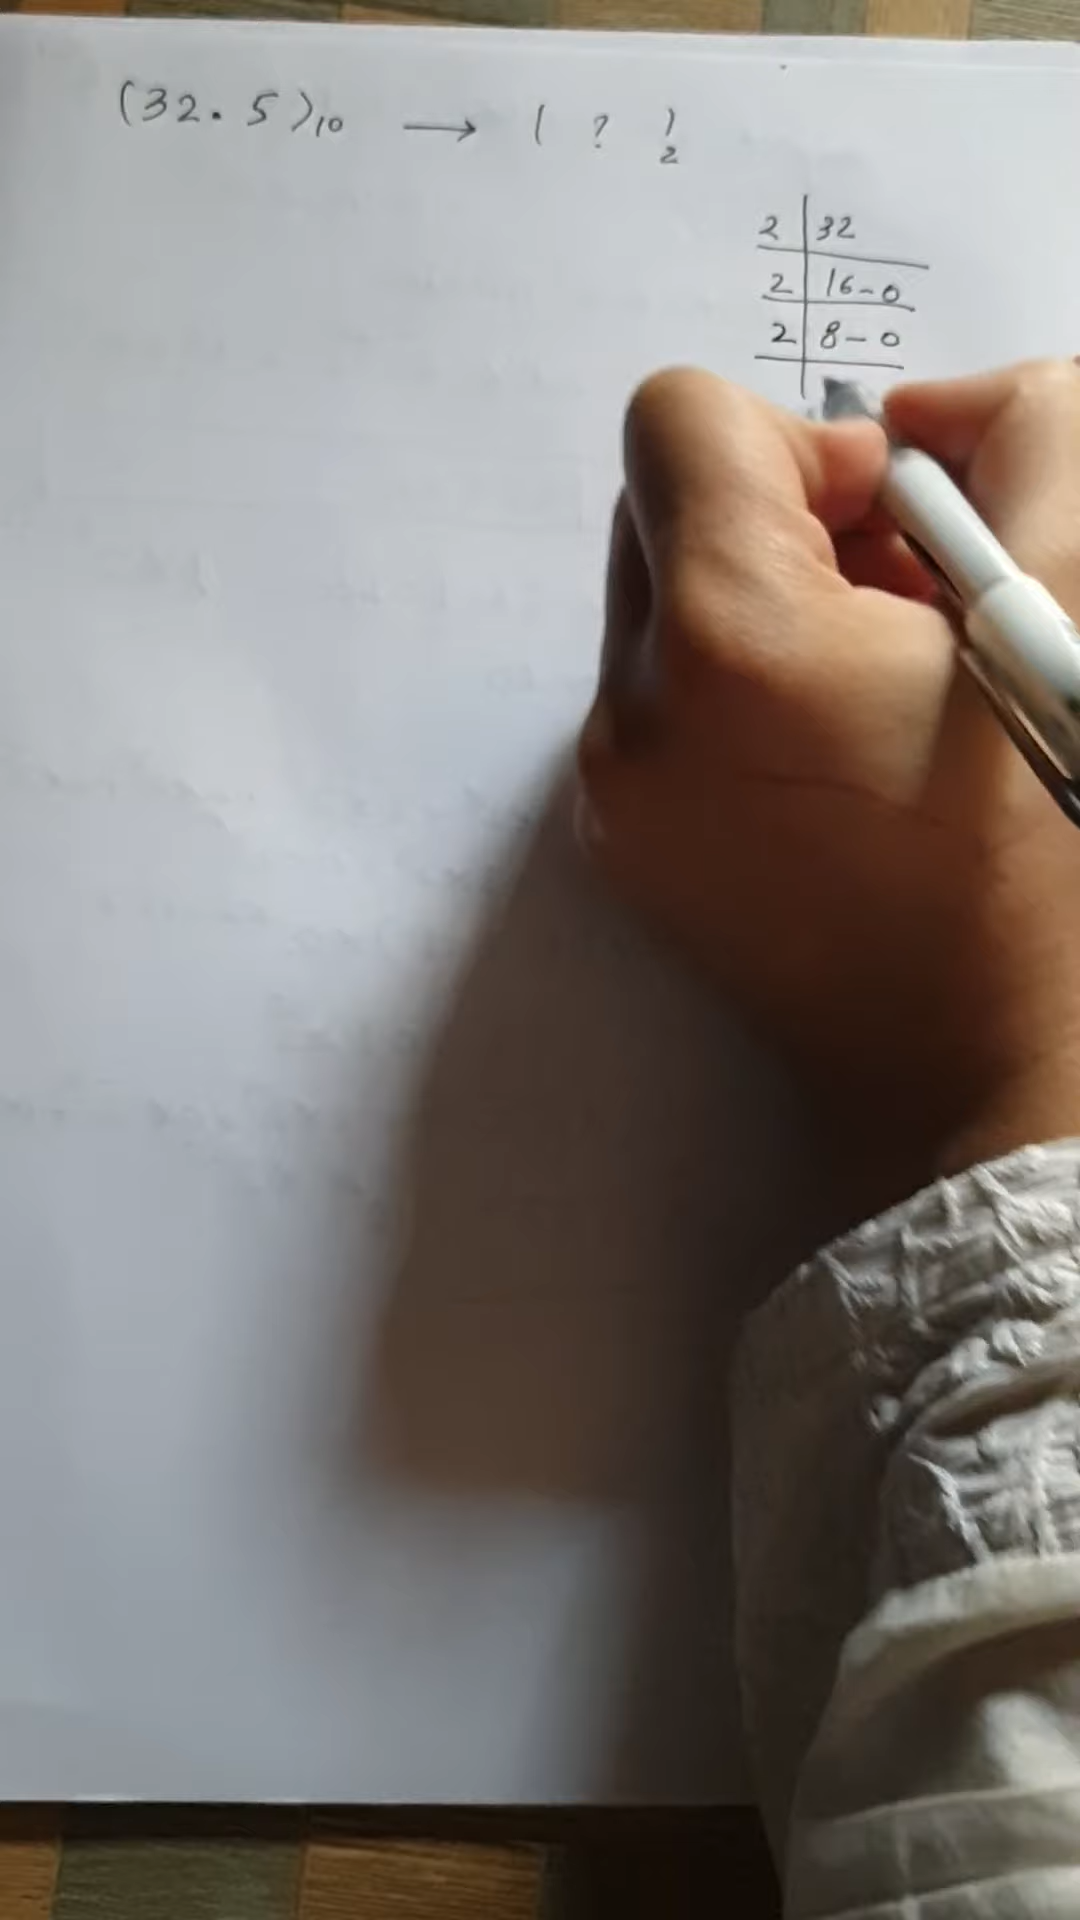 (32. 5)₁₀ → ( ? )₂
2 | 32
2 | 16 - 0
2 | 8 - 0